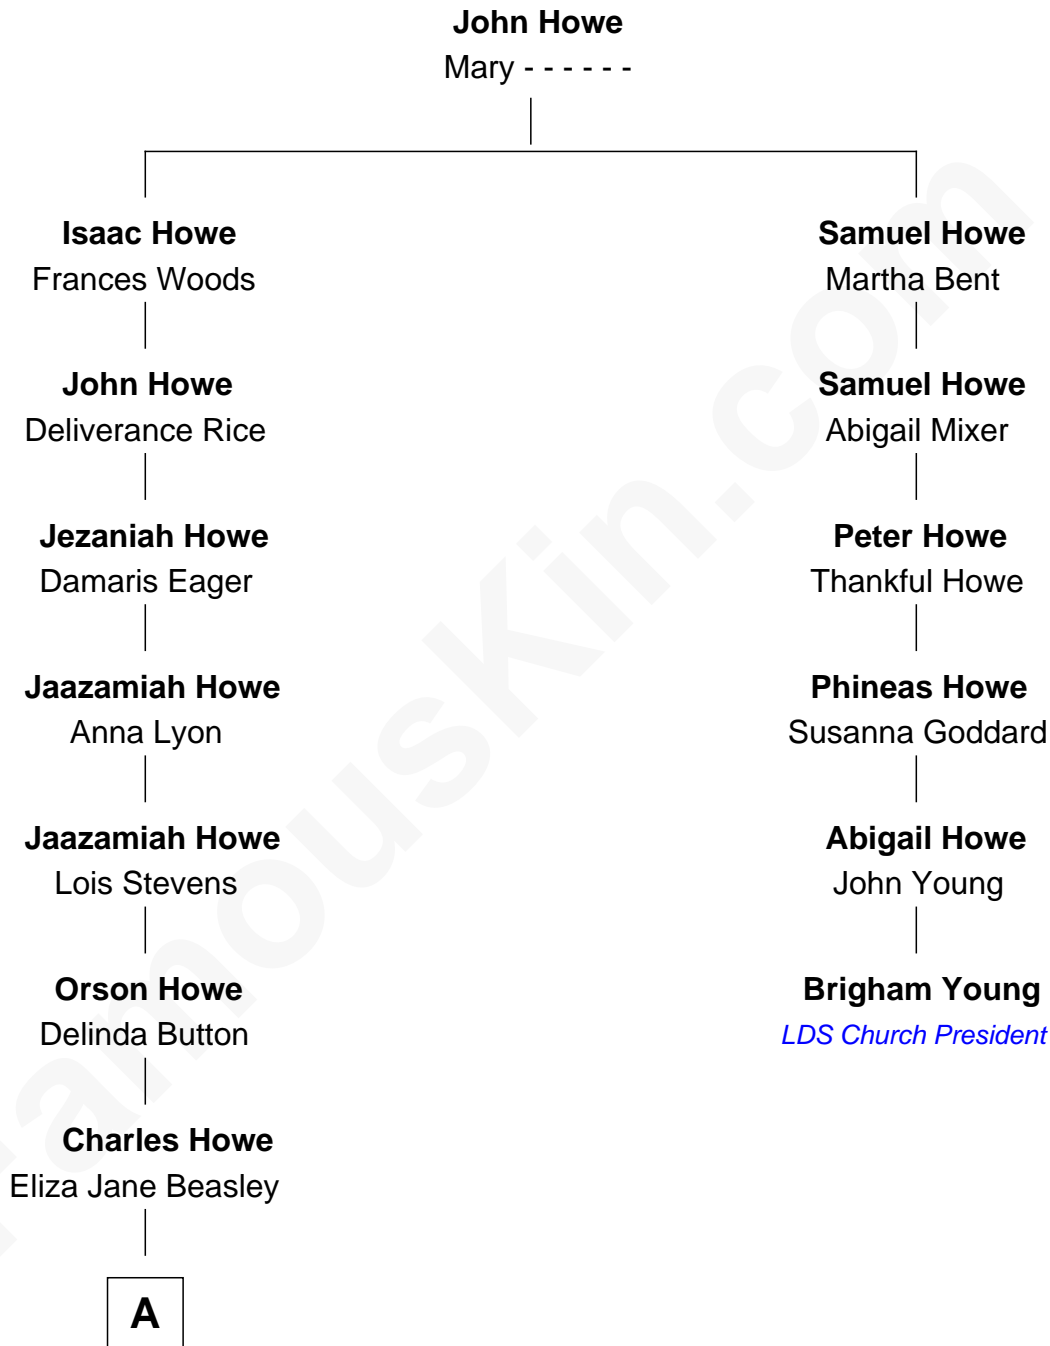 John Howe
Mary - - - - - -
Isaac Howe
Frances Woods
Samuel Howe
Martha Bent
John Howe
Deliverance Rice
Samuel Howe
Abigail Mixer
Jezaniah Howe
Damaris Eager
Peter Howe
Thankful Howe
Jaazamiah Howe
Anna Lyon
Phineas Howe
Susanna Goddard
Jaazamiah Howe
Lois Stevens
Abigail Howe
John Young
Orson Howe
Delinda Button
Brigham Young
LDS Church President
Charles Howe
Eliza Jane Beasley
A
FamousKin.com